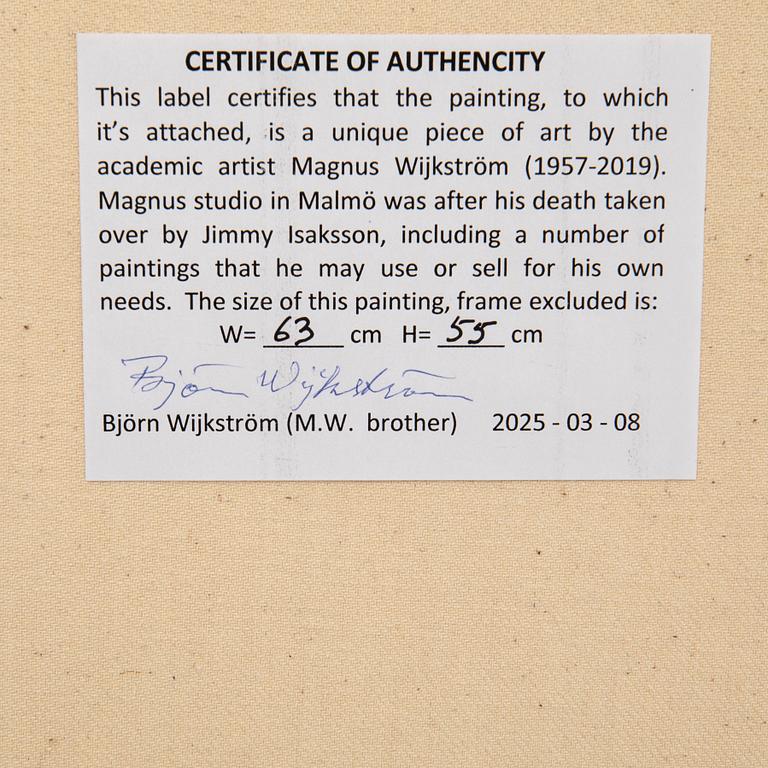 CERTIFICATE OF AUTHENCITY
This label certifies that the painting, to which
it's attached, is a unique piece of art by the
academic artist Magnus Wijkström (1957-2019).
Magnus studio in Malmö was after his death taken
over by Jimmy Isaksson, including a number of
paintings that he may use or sell for his own
needs. The size of this painting, frame excluded is:
W= 63 cm H= 55 cm
Björn Wijkström
Björn Wijkström (M.W. brother) 2025 - 03 - 08